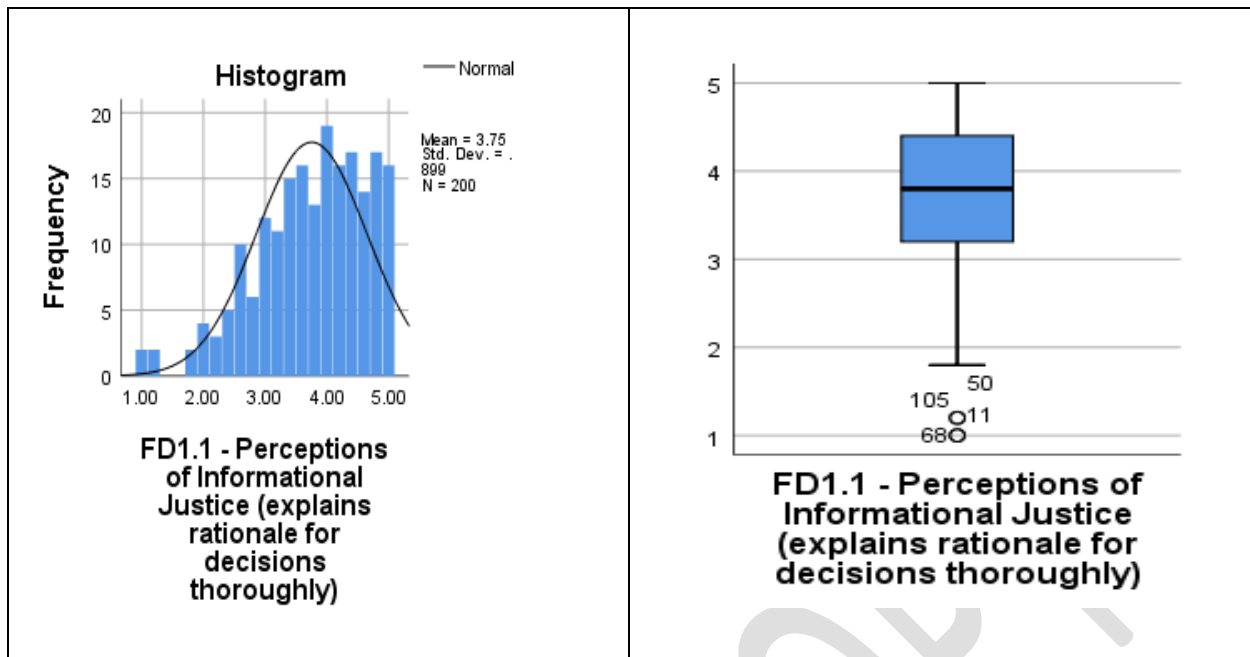 Histogram
Normal
Mean = 3.75
Std. Dev. = .
899
N = 200
20
15
10
5
0
Frequency
1.00 2.00 3.00 4.00 5.00
FD1.1 - Perceptions
of Informational
Justice (explains
rationale for
decisions
thoroughly)
5
4
3
2
1
50
105
11
68
FD1.1 - Perceptions of
Informational Justice
(explains rationale for
decisions thoroughly)